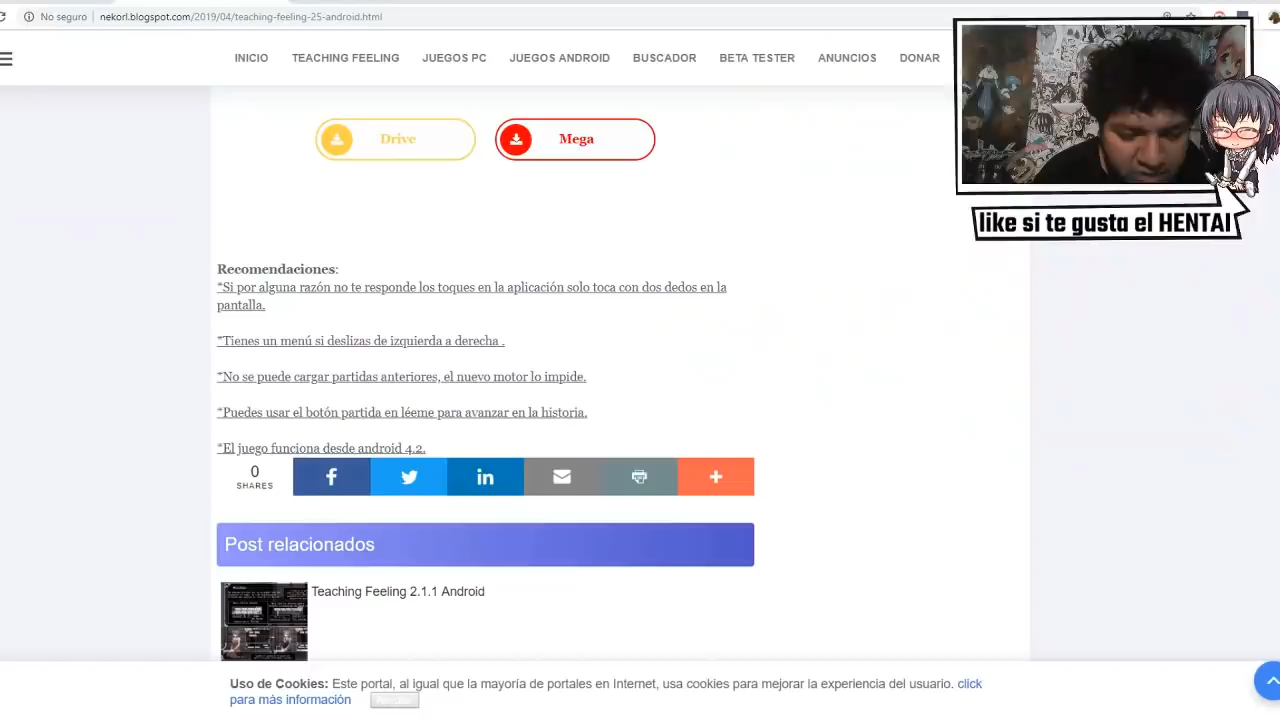 No seguro
nekorl.blogspot.com/2019/04/teaching-feeling-25-android.html
INICIO
TEACHING FEELING
JUEGOS PC
JUEGOS ANDROID
BUSCADOR
BETA TESTER
ANUNCIOS
DONAR
like si te gusta el HENTAI
Drive
Mega
Recomendaciones:
*Si por alguna razón no te responde los toques en la aplicación solo toca con dos dedos en la
pantalla.
*Tienes un menú si deslizas de izquierda a derecha .
*No se puede cargar partidas anteriores, el nuevo motor lo impide.
*Puedes usar el botón partida en léeme para avanzar en la historia.
*El juego funciona desde android 4.2.
0
SHARES
Post relacionados
Teaching Feeling 2.1.1 Android
Uso de Cookies: Este portal, al igual que la mayoría de portales en Internet, usa cookies para mejorar la experiencia del usuario. click
para más información